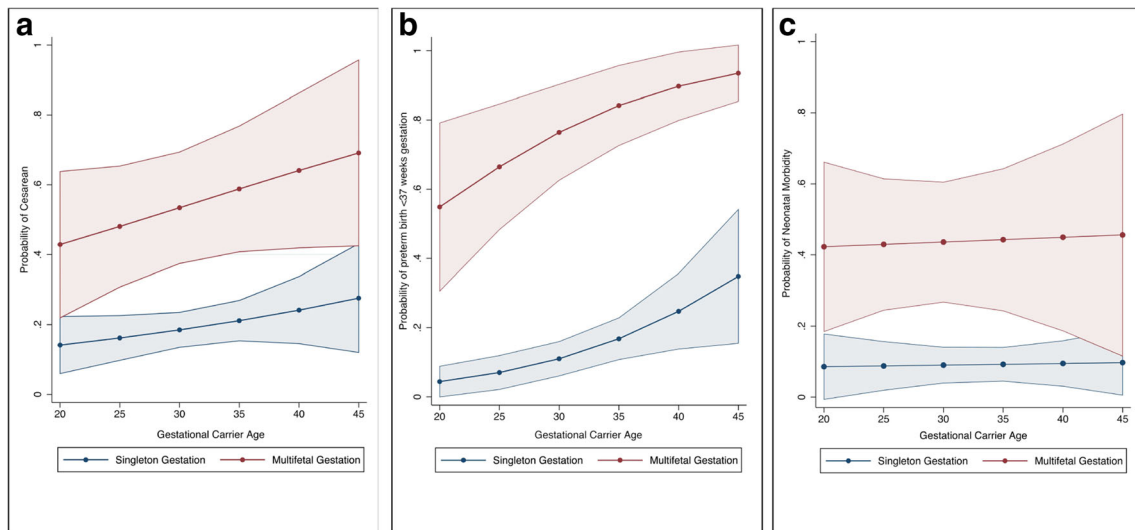 a
Probability of Cesarean
1
.8
.6
.4
.2
0
20 25 30 35 40 45
Gestational Carrier Age
Singleton Gestation Multifetal Gestation
b
Probability of preterm birth <37 weeks gestation
1
.8
.6
.4
.2
0
20 25 30 35 40 45
Gestational Carrier Age
Singleton Gestation Multifetal Gestation
c
Probability of Neonatal Morbidity
1
.8
.6
.4
.2
0
20 25 30 35 40 45
Gestational Carrier Age
Singleton Gestation Multifetal Gestation